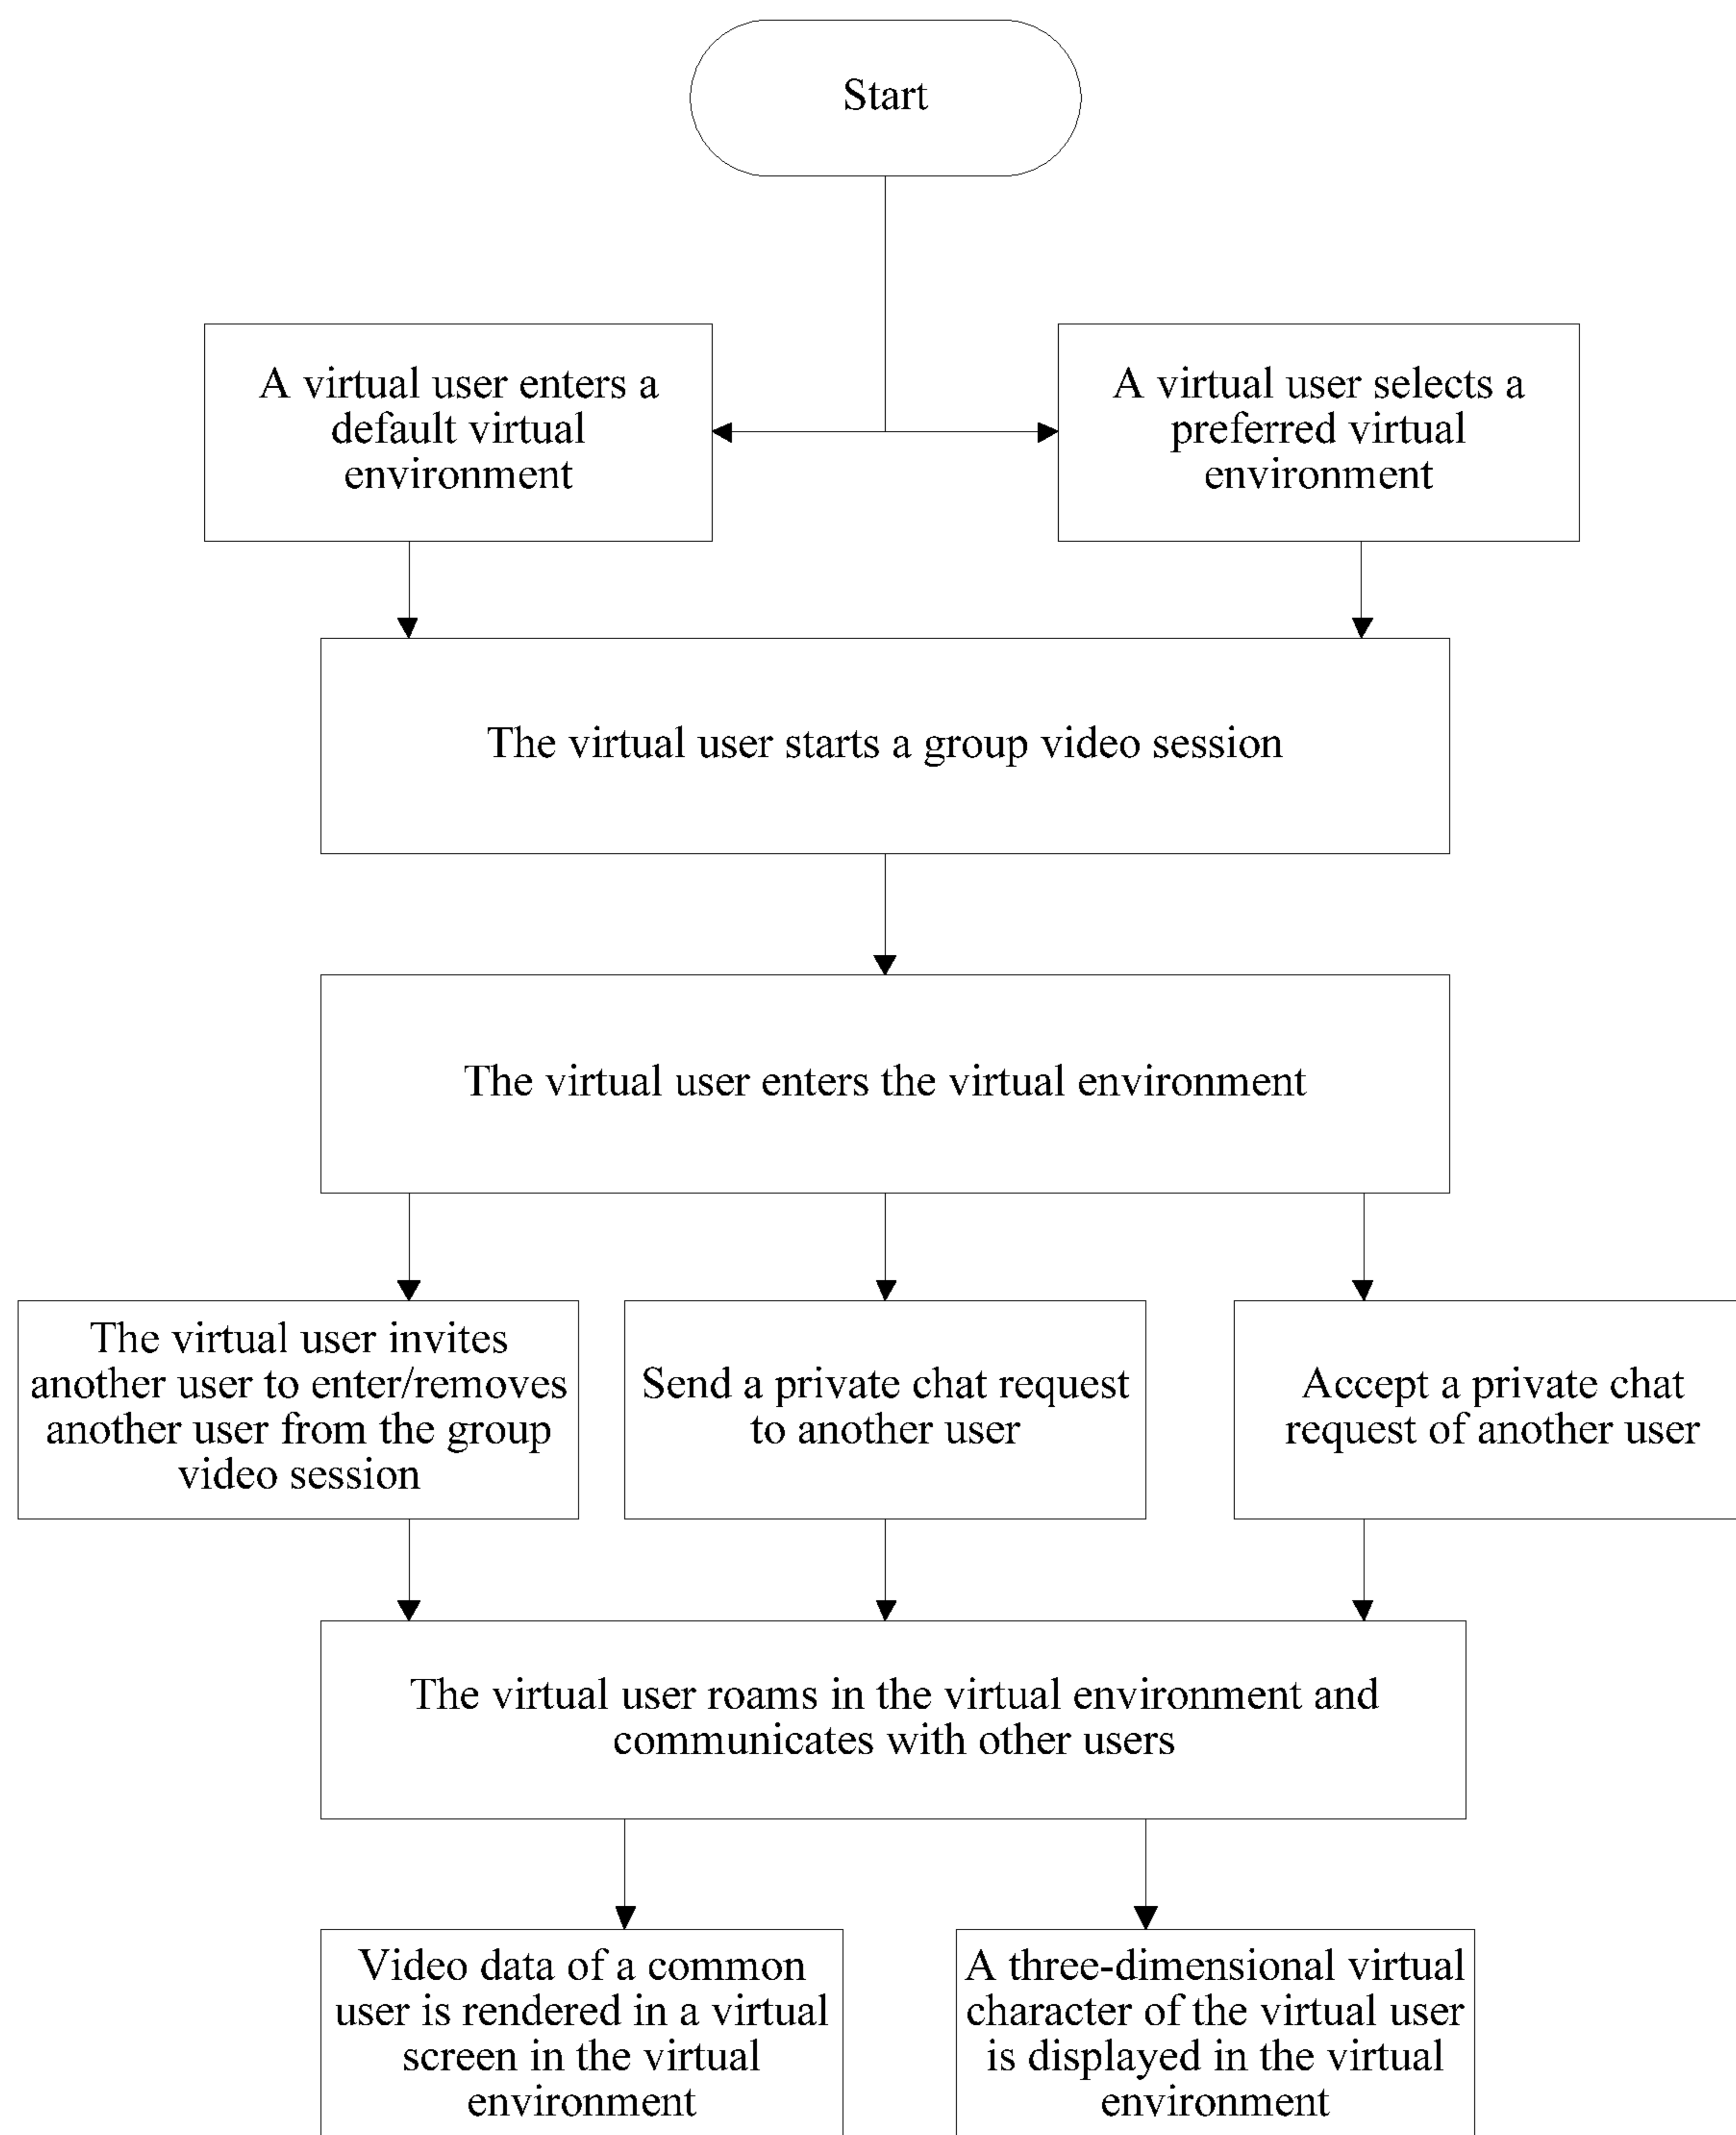 Start
A virtual user enters a
default virtual
environment
A virtual user selects a
preferred virtual
environment
The virtual user starts a group video session
The virtual user enters the virtual environment
The virtual user invites
another user to enter/removes
another user from the group
video session
Send a private chat request
to another user
Accept a private chat
request of another user
The virtual user roams in the virtual environment and
communicates with other users
Video data of a common
user is rendered in a virtual
screen in the virtual
environment
A three-dimensional virtual
character of the virtual user
is displayed in the virtual
environment